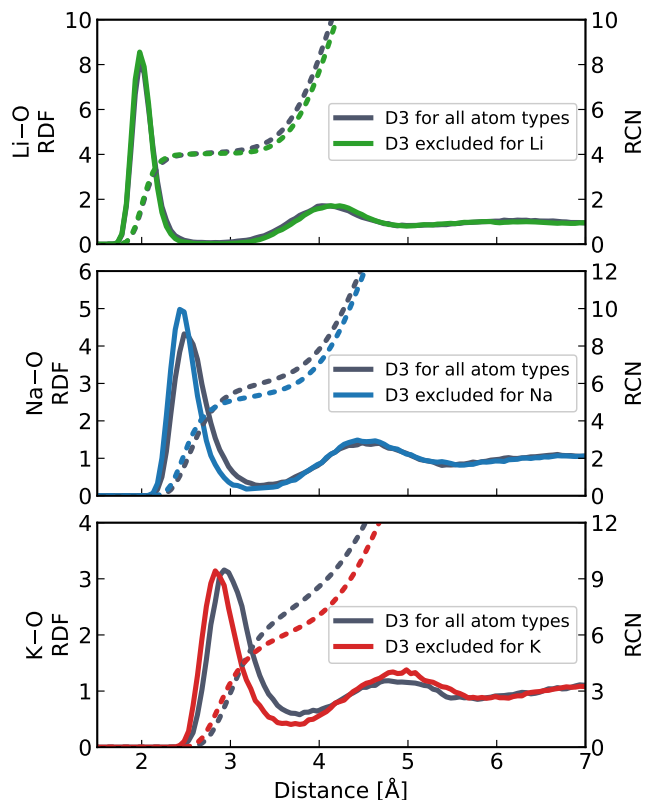 10
8
6
4
2
0
Li−O
RDF
D3 for all atom types
D3 excluded for Li
10
8
6
4
2
0
RCN
6
5
4
3
2
1
0
Na−O
RDF
D3 for all atom types
D3 excluded for Na
12
10
8
6
4
2
0
RCN
4
3
2
1
0
K−O
RDF
D3 for all atom types
D3 excluded for K
12
9
6
3
0
RCN
2
3
4
5
6
7
Distance [Å]